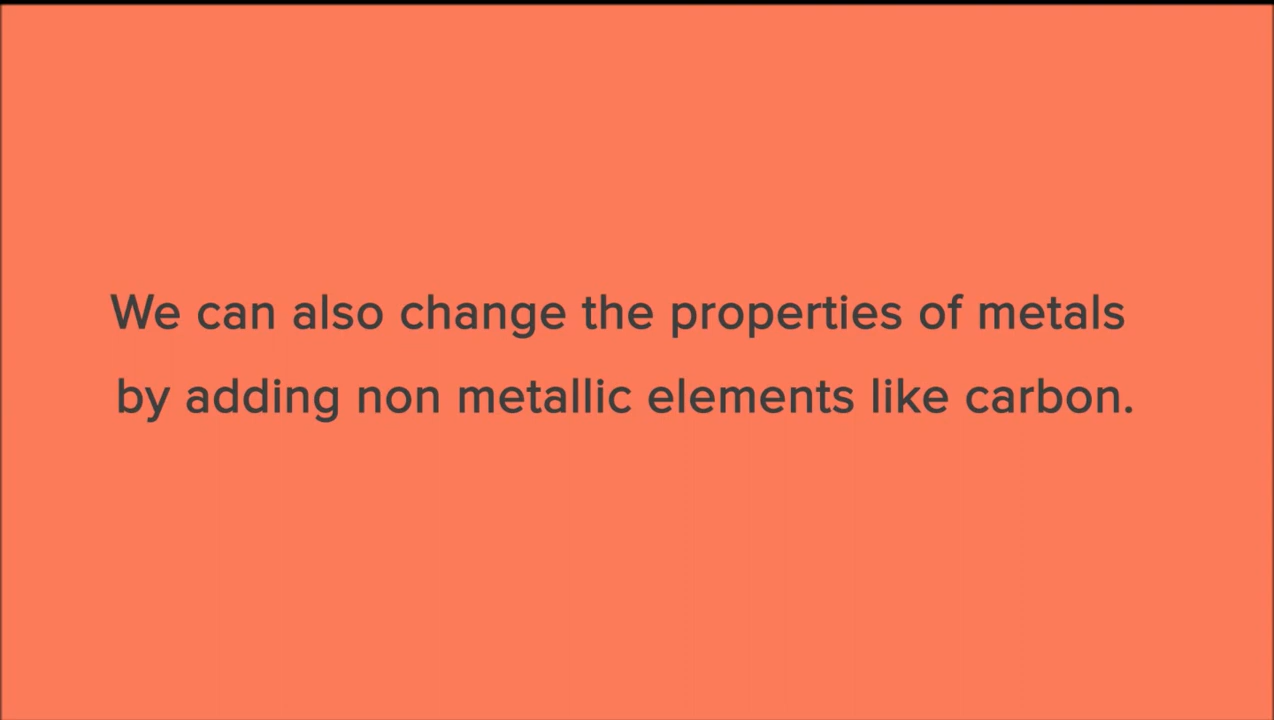 We can also change the properties of metals
by adding non metallic elements like carbon.